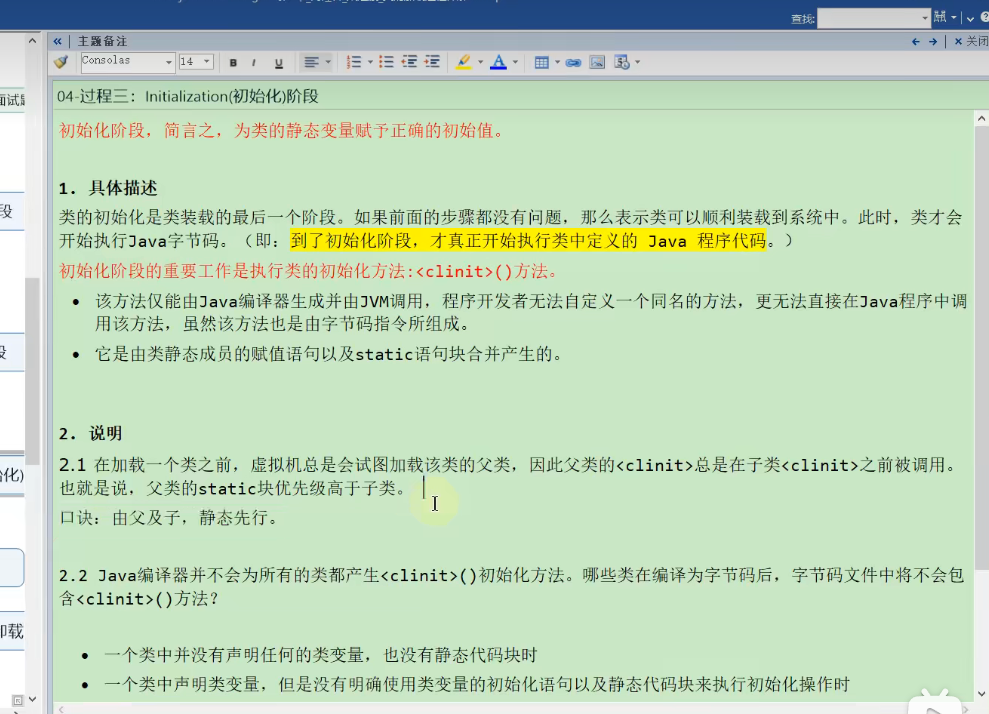 查找:
主题备注
关闭
Consolas
14
B I U
04-过程三: Initialization(初始化)阶段
初始化阶段，简言之，为类的静态变量赋予正确的初始值。
1. 具体描述
类的初始化是类装载的最后一个阶段。如果前面的步骤都没有问题，那么表示类可以顺利装载到系统中。此时，类才会
开始执行Java字节码。（即：到了初始化阶段，才真正开始执行类中定义的 Java 程序代码。）
初始化阶段的重要工作是执行类的初始化方法:<clinit>()方法。
• 该方法仅能由Java编译器生成并由JVM调用，程序开发者无法自定义一个同名的方法，更无法直接在Java程序中调
用该方法，虽然该方法也是由字节码指令所组成。
• 它是由类静态成员的赋值语句以及static语句块合并产生的。
2. 说明
2.1 在加载一个类之前，虚拟机总是会试图加载该类的父类，因此父类的<clinit>总是在子类<clinit>之前被调用。
也就是说，父类的static块优先级高于子类。
口诀：由父及子，静态先行。
2.2 Java编译器并不会为所有的类都产生<clinit>()初始化方法。哪些类在编译为字节码后，字节码文件中将不会包
含<clinit>()方法？
• 一个类中并没有声明任何的类变量，也没有静态代码块时
• 一个类中声明类变量，但是没有明确使用类变量的初始化语句以及静态代码块来执行初始化操作时
面试题
段
段
化)
卸载